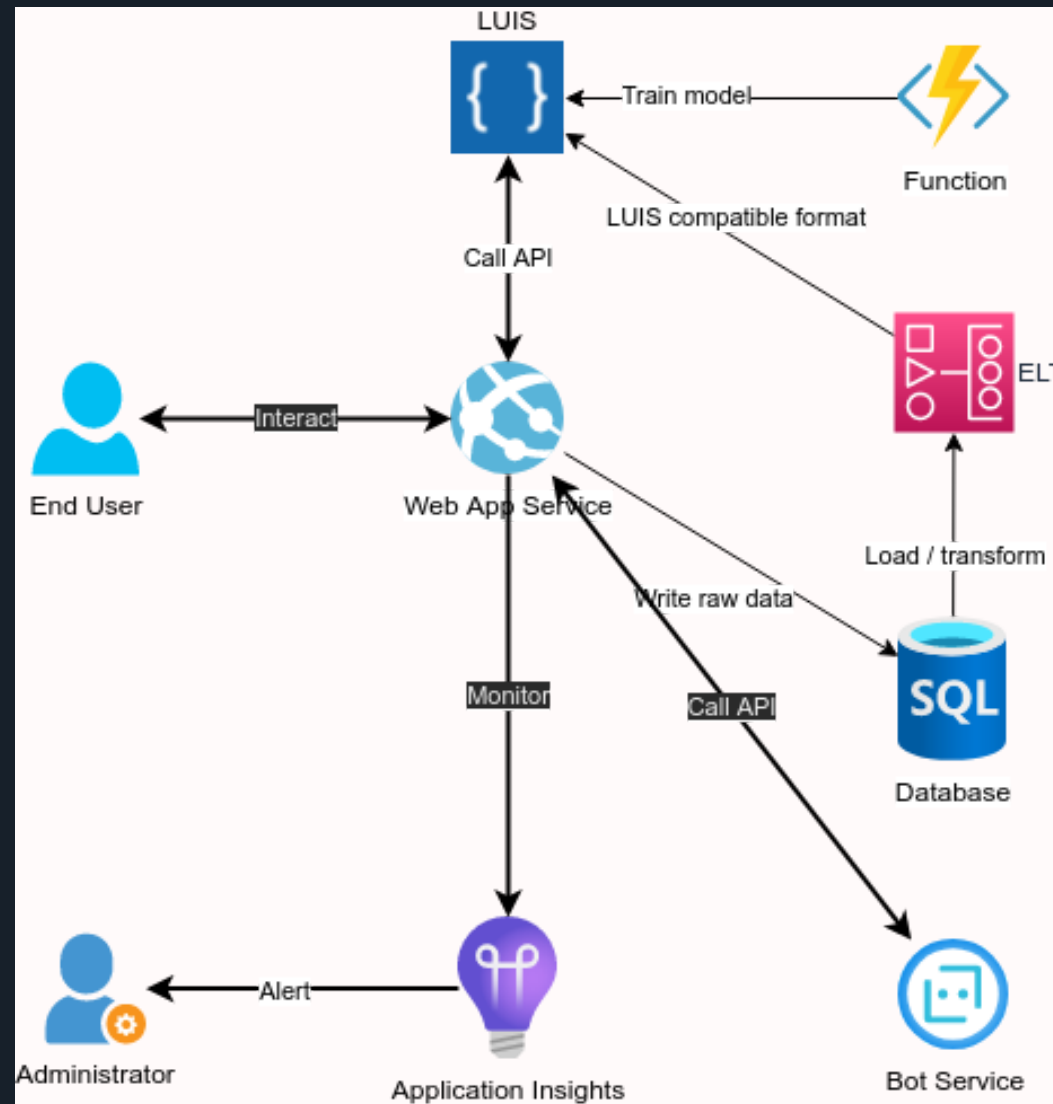 LUIS
Train model
Function
LUIS compatible format
Call API
ELT
Interact
End User
Web App Service
Load / transform
Write raw data
Monitor
Call API
SQL
Database
Alert
Administrator
Application Insights
Bot Service